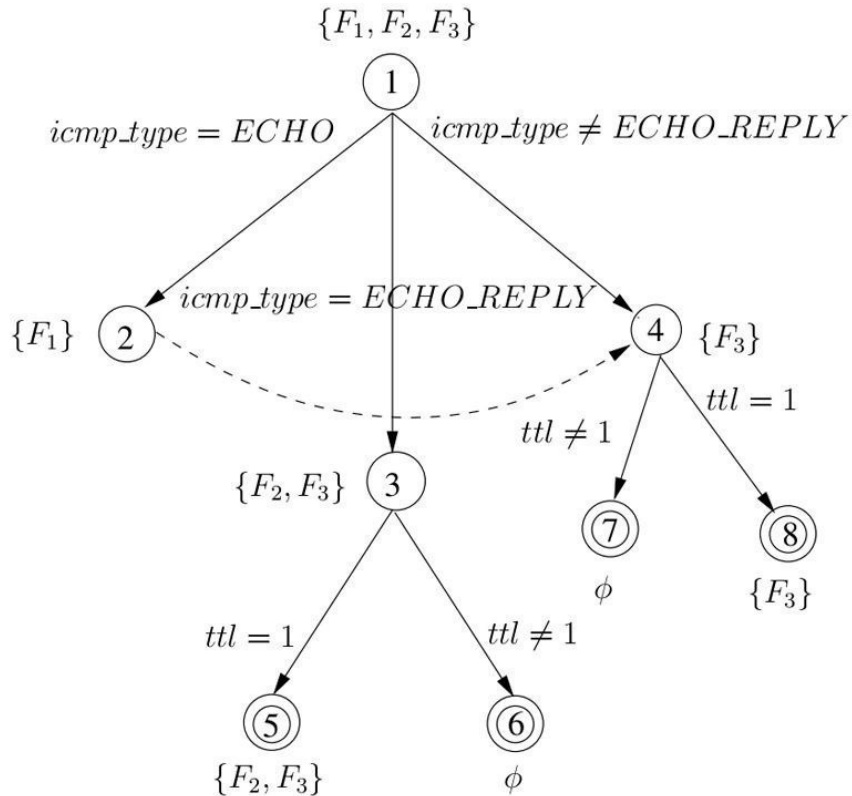 {F₁, F₂, F₃}
1
icmp_type = ECHO
icmp_type ≠ ECHO_REPLY
icmp_type = ECHO_REPLY
{F₁}
2
4
{F₃}
ttl ≠ 1
ttl = 1
{F₂, F₃}
3
7
8
ϕ
{F₃}
ttl = 1
ttl ≠ 1
5
6
{F₂, F₃}
ϕ